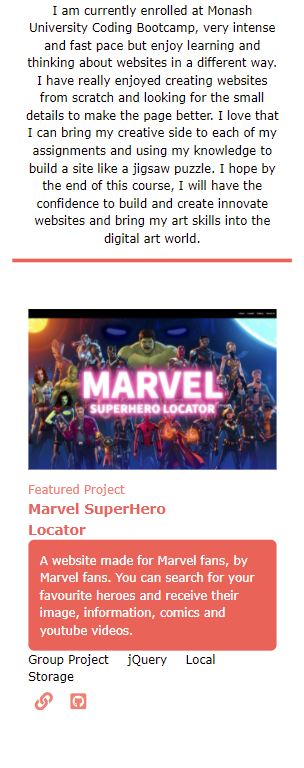 I am currently enrolled at Monash
University Coding Bootcamp, very intense
and fast pace but enjoy learning and
thinking about websites in a different way.
I have really enjoyed creating websites
from scratch and looking for the small
details to make the page better. I love that
I can bring my creative side to each of my
assignments and using my knowledge to
build a site like a jigsaw puzzle. I hope by
the end of this course, I will have the
confidence to build and create innovate
websites and bring my art skills into the
digital art world.
MARVEL
SUPERHERO LOCATOR
Featured Project
Marvel SuperHero
Locator
A website made for Marvel fans, by
Marvel fans. You can search for your
favourite heroes and receive their
image, information, comics and
youtube videos.
Group Project jQuery Local
Storage